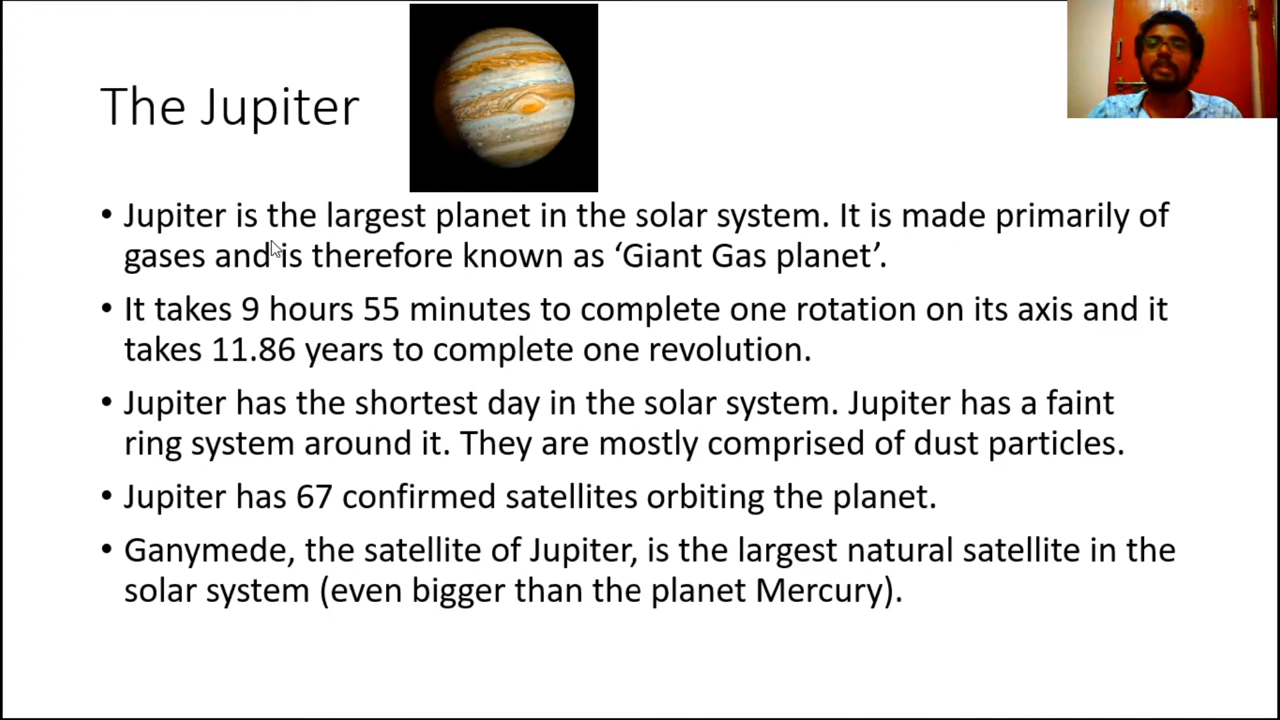 The Jupiter
• Jupiter is the largest planet in the solar system. It is made primarily of
gases and is therefore known as ‘Giant Gas planet’.
• It takes 9 hours 55 minutes to complete one rotation on its axis and it
takes 11.86 years to complete one revolution.
• Jupiter has the shortest day in the solar system. Jupiter has a faint
ring system around it. They are mostly comprised of dust particles.
• Jupiter has 67 confirmed satellites orbiting the planet.
• Ganymede, the satellite of Jupiter, is the largest natural satellite in the
solar system (even bigger than the planet Mercury).